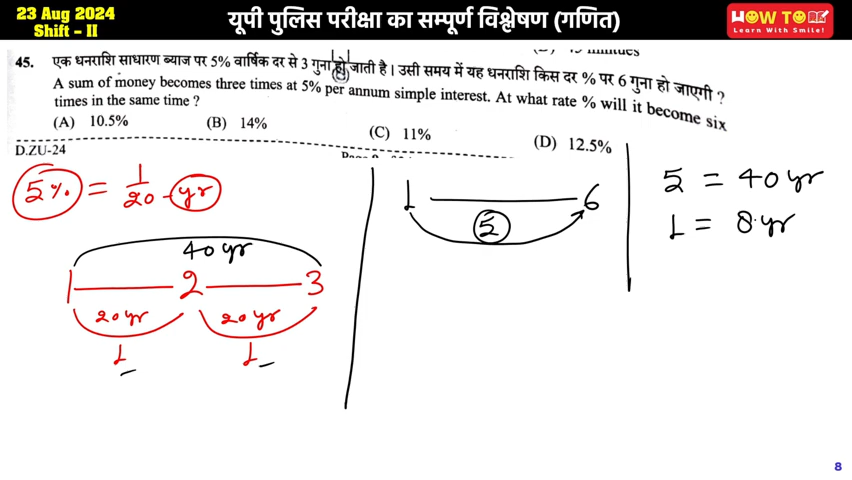 23 Aug 2024
Shift – II
यूपी पुलिस परीक्षा का सम्पूर्ण विश्लेषण (गणित)
HOW TO
Learn With Smile!
45. एक धनराशि साधारण ब्याज पर 5% वार्षिक दर से 3 गुना हो जाती है। उसी समय में यह धनराशि किस दर % पर 6 गुना हो जाएगी ?
A sum of money becomes three times at 5% per annum simple interest. At what rate % will it become six
times in the same time ?
(A) 10.5% (B) 14% (C) 11% (D) 12.5%
D.ZU-24
5% = 1/20 - yr
40 yr
1 2 3
20yr 20yr
1 1
1 6
5
5 = 40 yr
1 = 8 yr
8